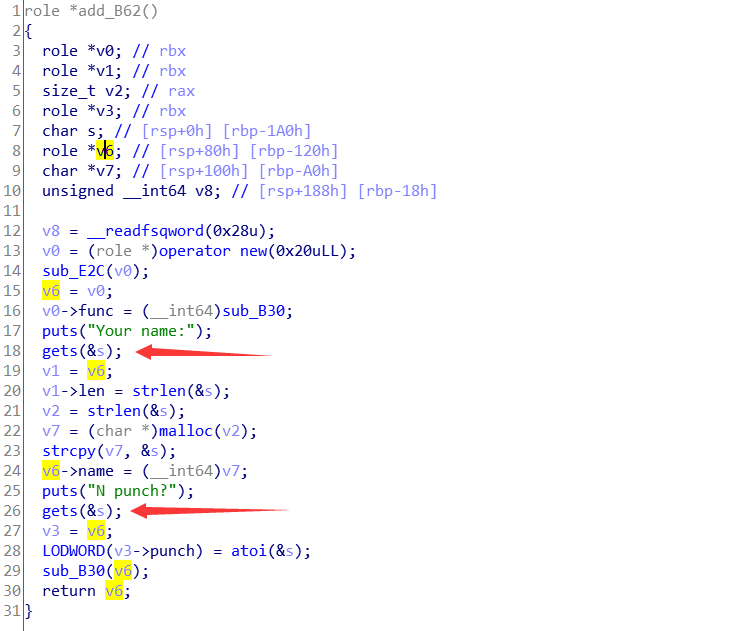 1 role *add_B62()
2 {
3 role *v0; // rbx
4 role *v1; // rbx
5 size_t v2; // rax
6 role *v3; // rbx
7 char s; // [rsp+0h] [rbp-1A0h]
8 role *v6; // [rsp+80h] [rbp-120h]
9 char *v7; // [rsp+100h] [rbp-A0h]
10 unsigned __int64 v8; // [rsp+188h] [rbp-18h]
11
12 v8 = __readfsqword(0x28u);
13 v0 = (role *)operator new(0x20uLL);
14 sub_E2C(v0);
15 v6 = v0;
16 v0->func = (__int64)sub_B30;
17 puts("Your name:");
18 gets(&s);
19 v1 = v6;
20 v1->len = strlen(&s);
21 v2 = strlen(&s);
22 v7 = (char *)malloc(v2);
23 strcpy(v7, &s);
24 v6->name = (__int64)v7;
25 puts("N punch?");
26 gets(&s);
27 v3 = v6;
28 LODWORD(v3->punch) = atoi(&s);
29 sub_B30(v6);
30 return v6;
31 }